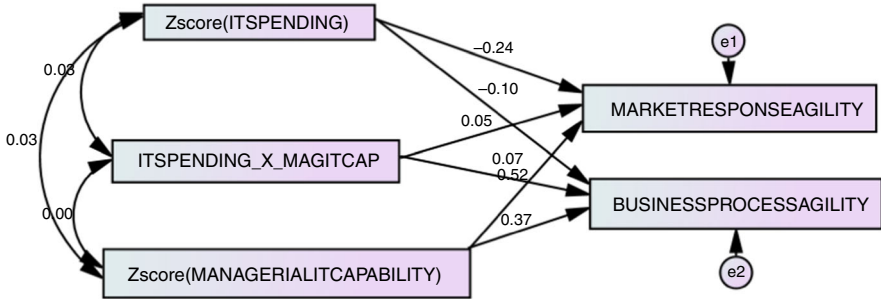 Zscore(ITSPENDING)
e1
–0.24
0.03
–0.10
MARKETRESPONSEAGILITY
0.05
0.03
ITSPENDING_X_MAGITCAP
0.07
0.52
BUSINESSPROCESSAGILITY
0.00
0.37
Zscore(MANAGERIALITCAPABILITY)
e2